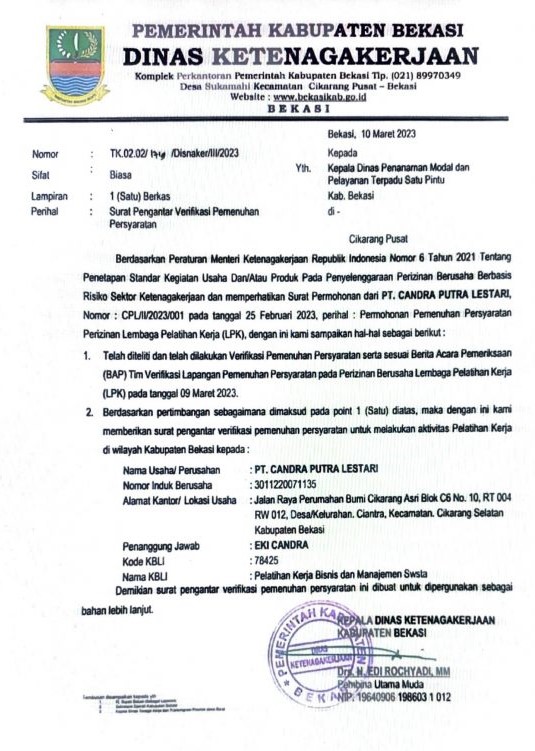 PEMERINTAH KABUPATEN BEKASI
DINAS KETENAGAKERJAAN
Komplek Perkantoran Pemerintah Kabupaten Bekasi Tlp. (021) 89970349
Desa Sukamahi Kecamatan Cikarang Pusat – Bekasi
Website : www.bekasikab.go.id
BEKASI
Bekasi, 10 Maret 2023
Nomor : TK.02.02/ /Disnaker/III/2023
Kepada
Sifat : Biasa
Yth. Kepala Dinas Penanaman Modal dan
Pelayanan Terpadu Satu Pintu
Lampiran : 1 (Satu) Berkas
Kab. Bekasi
Perihal : Surat Pengantar Verifikasi Pemenuhan
Persyaratan
di -
Cikarang Pusat
Berdasarkan Peraturan Menteri Ketenagakerjaan Republik Indonesia Nomor 6 Tahun 2021 Tentang
Penetapan Standar Kegiatan Usaha Dan/Atau Produk Pada Penyelenggaraan Perizinan Berusaha Berbasis
Risiko Sektor Ketenagakerjaan dan memperhatikan Surat Permohonan dari PT. CANDRA PUTRA LESTARI,
Nomor : CPL/II/2023/001 pada tanggal 25 Februari 2023, perihal : Permohonan Pemenuhan Persyaratan
Perizinan Lembaga Pelatihan Kerja (LPK), dengan ini kami sampaikan hal-hal sebagai berikut :
1. Telah diteliti dan telah dilakukan Verifikasi Pemenuhan Persyaratan serta sesuai Berita Acara Pemeriksaan
(BAP) Tim Verifikasi Lapangan Pemenuhan Persyaratan pada Perizinan Berusaha Lembaga Pelatihan Kerja
(LPK) pada tanggal 09 Maret 2023.
2. Berdasarkan pertimbangan sebagaimana dimaksud pada point 1 (Satu) diatas, maka dengan ini kami
memberikan surat pengantar verifikasi pemenuhan persyaratan untuk melakukan aktivitas Pelatihan Kerja
di wilayah Kabupaten Bekasi kepada :
Nama Usaha/ Perusahan : PT. CANDRA PUTRA LESTARI
Nomor Induk Berusaha : 3011220071135
Alamat Kantor/ Lokasi Usaha : Jalan Raya Perumahan Bumi Cikarang Asri Blok C6 No. 10, RT 004
RW 012, Desa/Kelurahan. Ciantra, Kecamatan. Cikarang Selatan
Kabupaten Bekasi
Penanggung Jawab : EKI CANDRA
Kode KBLI : 78425
Nama KBLI : Pelatihan Kerja Bisnis dan Manajemen Swsta
Demikian surat pengantar verifikasi pemenuhan persyaratan ini dibuat untuk dipergunakan sebagai
bahan lebih lanjut.
KEPALA DINAS KETENAGAKERJAAN
KABUPATEN BEKASI
PEMERINTAH KABUPATEN
DINAS
KETENAGAKERJAAN
BEKASI
Drs. H. EDI ROCHYADI, MM
Pembina Utama Muda
NIP. 19640906 198603 1 012
Tembusan disampaikan kepada yth: